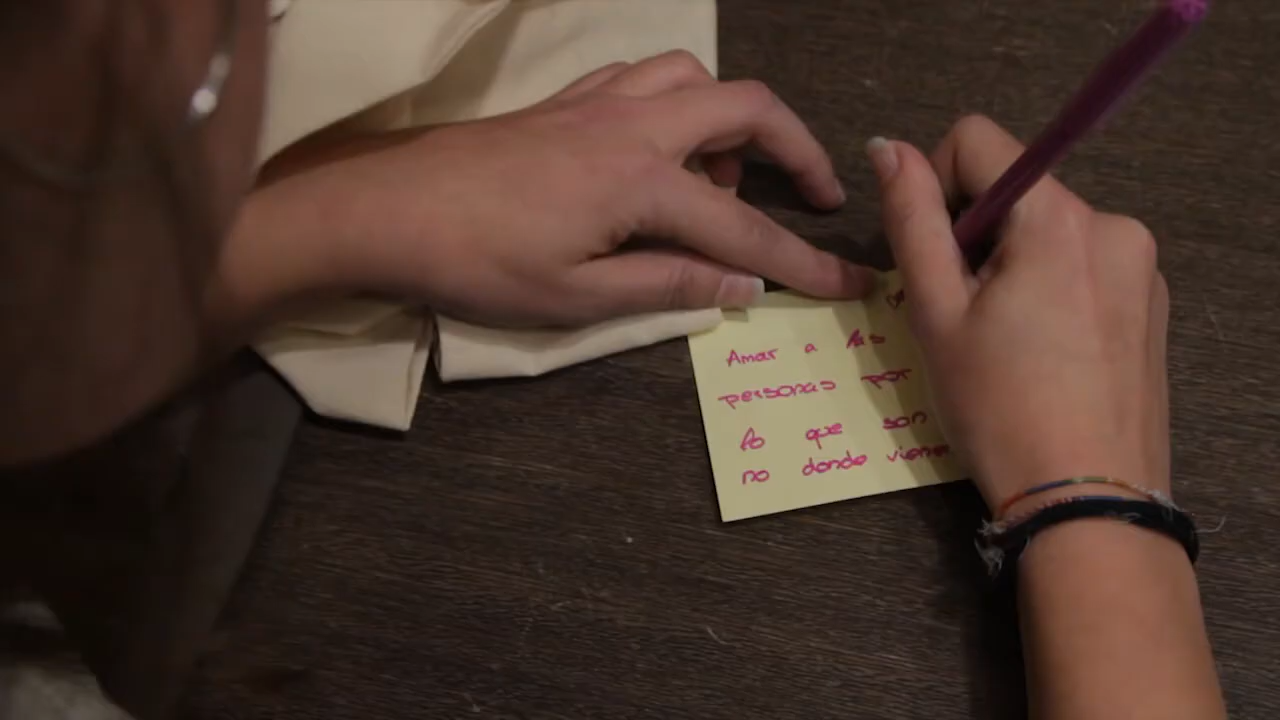 Amar a las
personas por
lo que son
no donde vienen